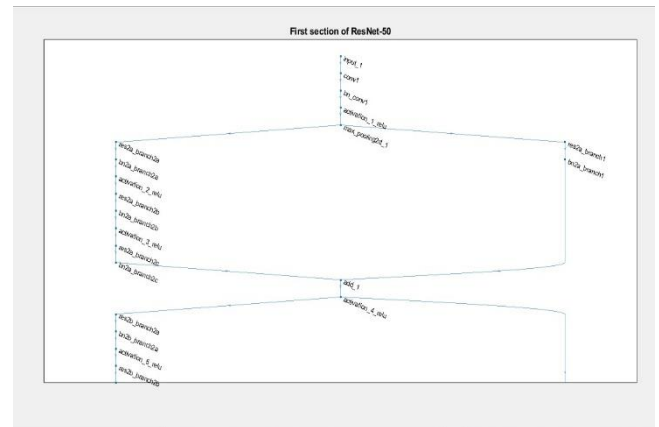 First section of ResNet-50
input_1
conv1
bn_conv1
activation_1_relu
max_pooling2d_1
res2a_branch2a
bn2a_branch2a
activation_2_relu
res2a_branch2b
bn2a_branch2b
activation_3_relu
res2a_branch2c
bn2a_branch2c
res2a_branch1
bn2a_branch1
add_1
activation_4_relu
res2b_branch2a
bn2b_branch2a
activation_5_relu
res2b_branch2b